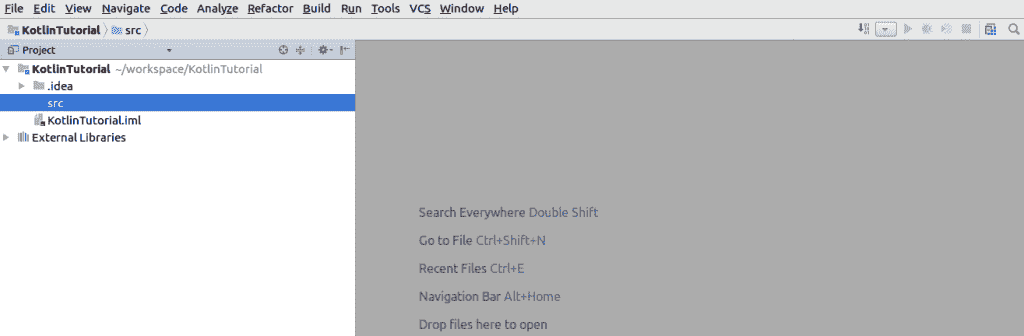 File Edit View Navigate Code Analyze Refactor Build Run Tools VCS Window Help
KotlinTutorial src
Project
KotlinTutorial ~/workspace/KotlinTutorial
.idea
src
KotlinTutorial.iml
External Libraries
Search Everywhere Double Shift
Go to File Ctrl+Shift+N
Recent Files Ctrl+E
Navigation Bar Alt+Home
Drop files here to open